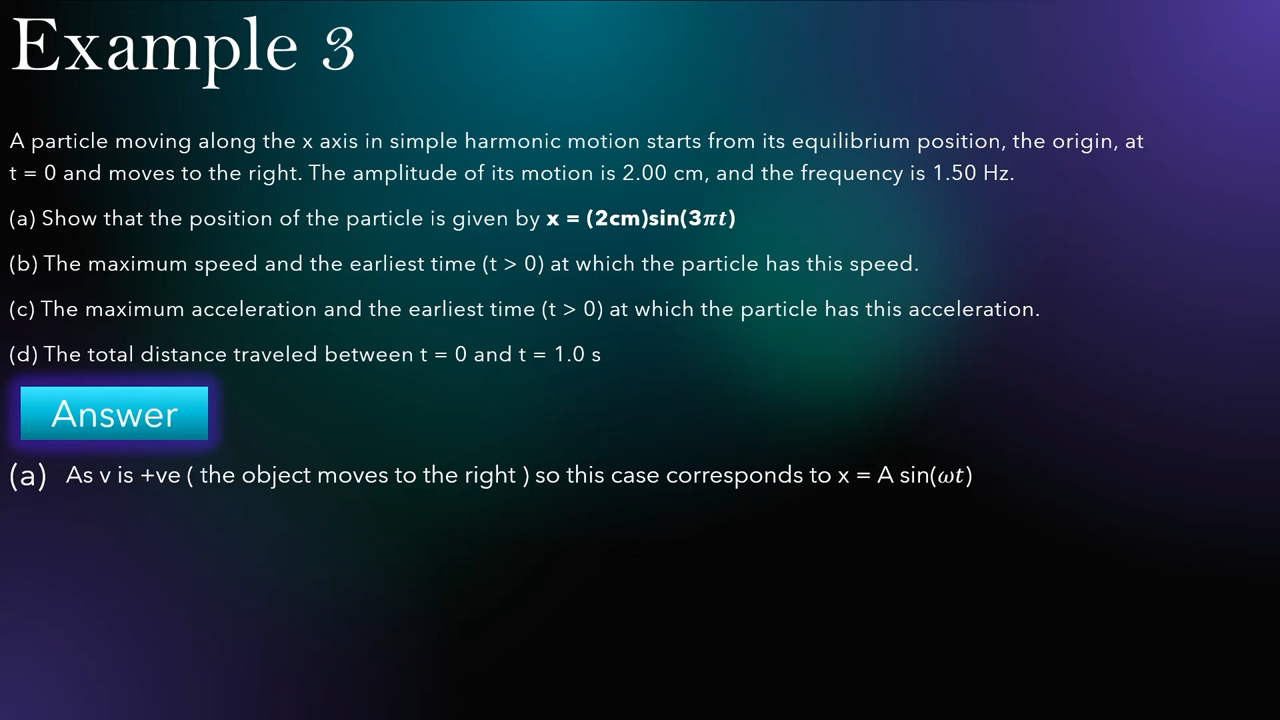 Example 3
A particle moving along the x axis in simple harmonic motion starts from its equilibrium position, the origin, at
t = 0 and moves to the right. The amplitude of its motion is 2.00 cm, and the frequency is 1.50 Hz.
(a) Show that the position of the particle is given by x = (2cm)sin(3𝜋𝑡)
(b) The maximum speed and the earliest time (t > 0) at which the particle has this speed.
(c) The maximum acceleration and the earliest time (t > 0) at which the particle has this acceleration.
(d) The total distance traveled between t = 0 and t = 1.0 s
Answer
(a) As v is +ve ( the object moves to the right ) so this case corresponds to x = A sin(𝜔𝑡)